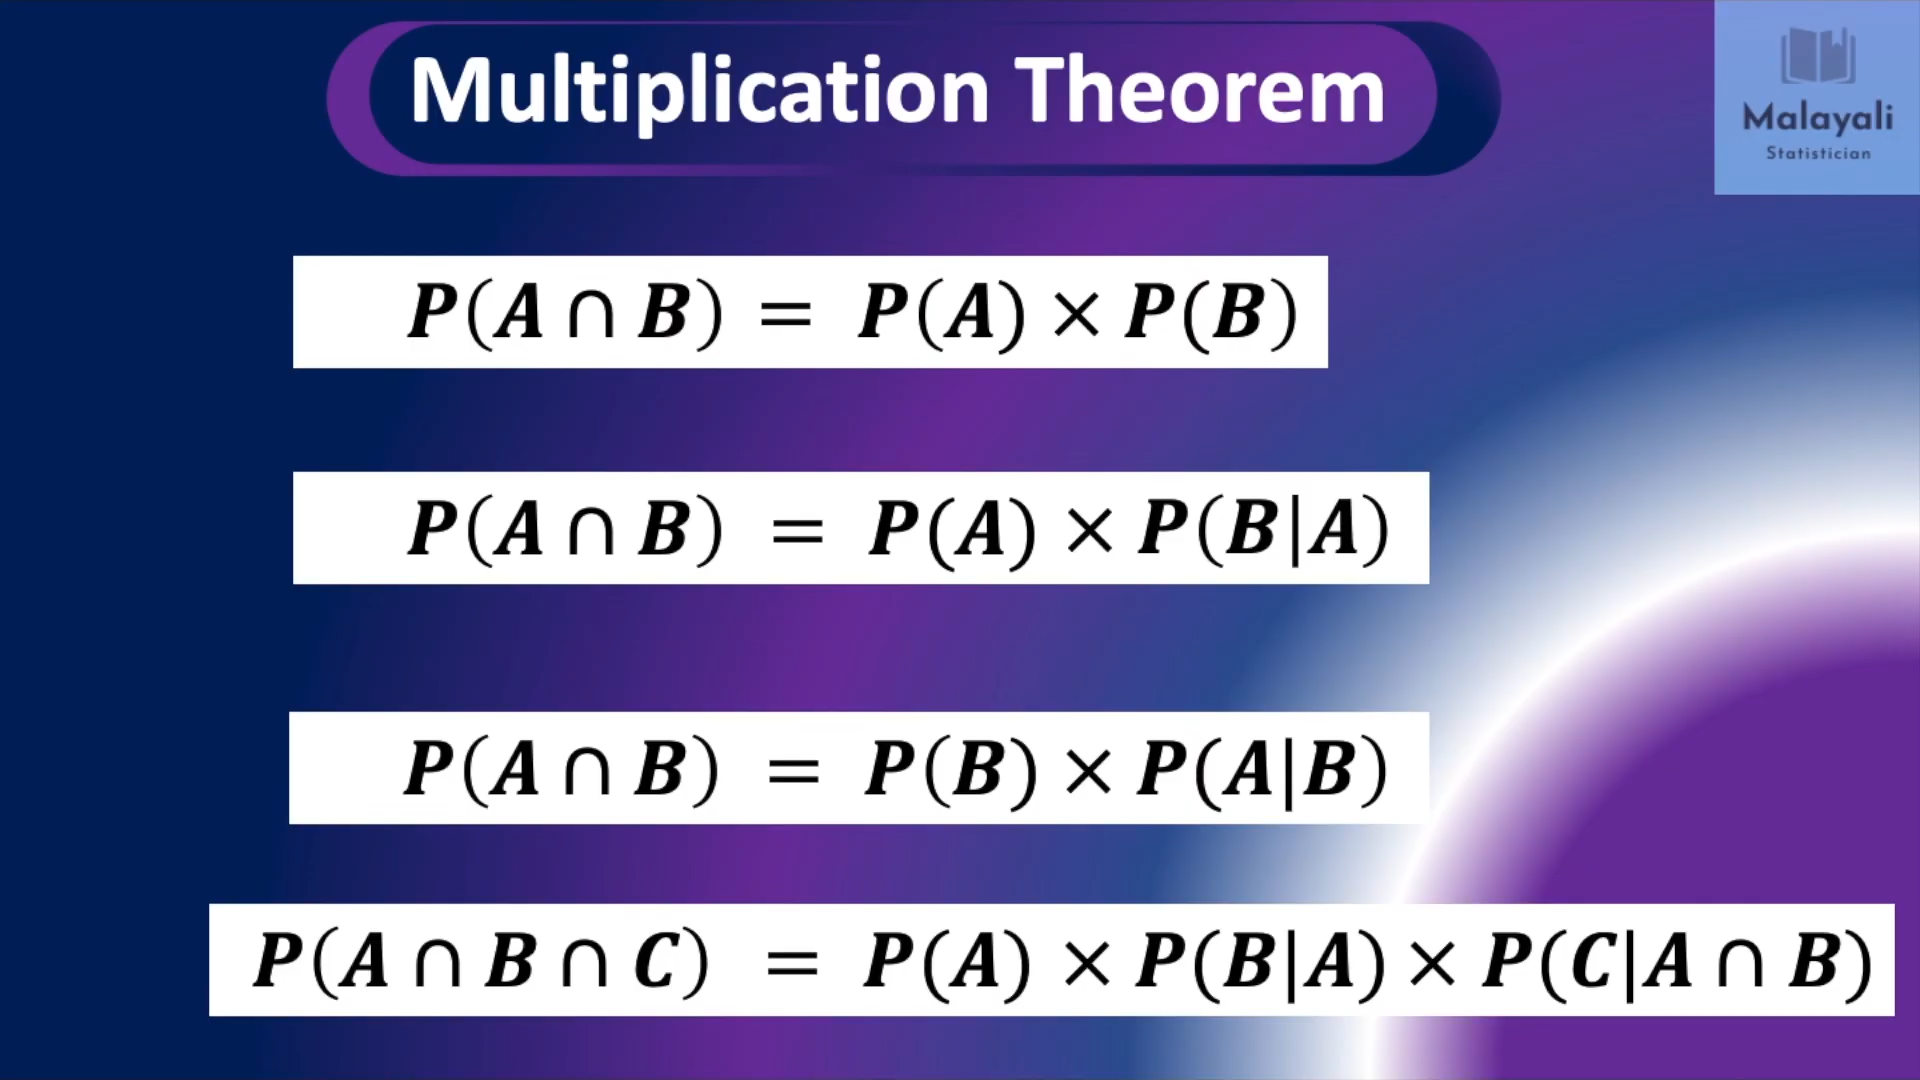 Multiplication Theorem
Malayali
Statistician
P(A ∩ B) = P(A) × P(B)
P(A ∩ B) = P(A) × P(B|A)
P(A ∩ B) = P(B) × P(A|B)
P(A ∩ B ∩ C) = P(A) × P(B|A) × P(C|A ∩ B)